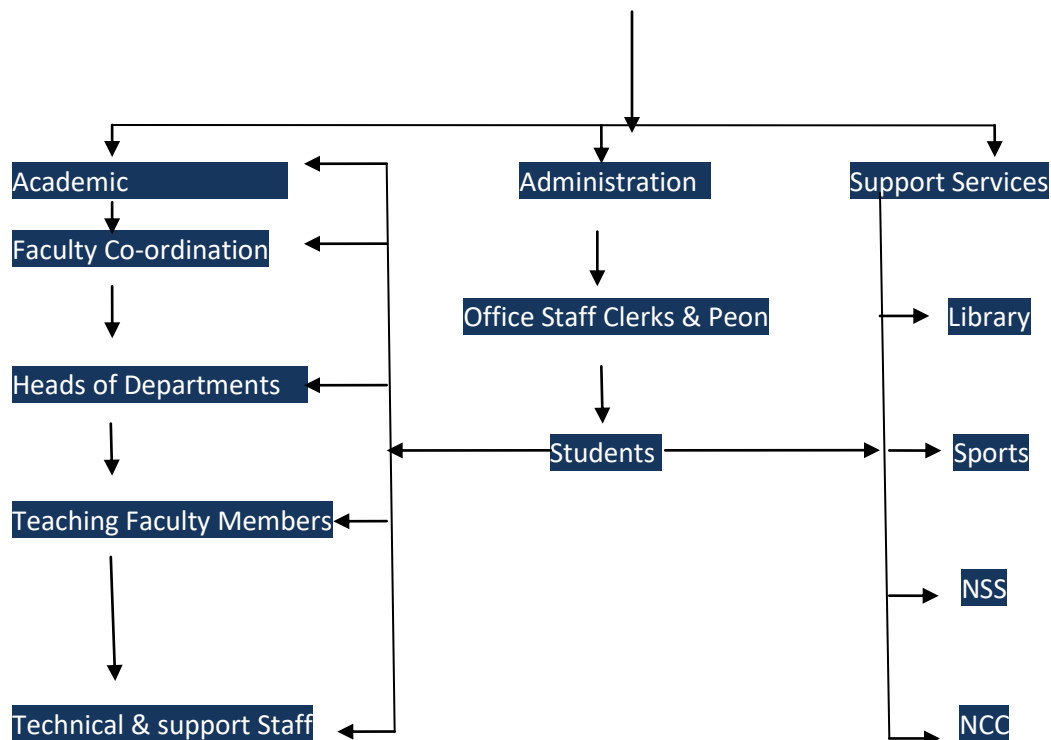 Academic
Administration
Support Services
Faculty Co-ordination
Office Staff Clerks & Peon
Library
Heads of Departments
Students
Sports
Teaching Faculty Members
NSS
Technical & support Staff
NCC